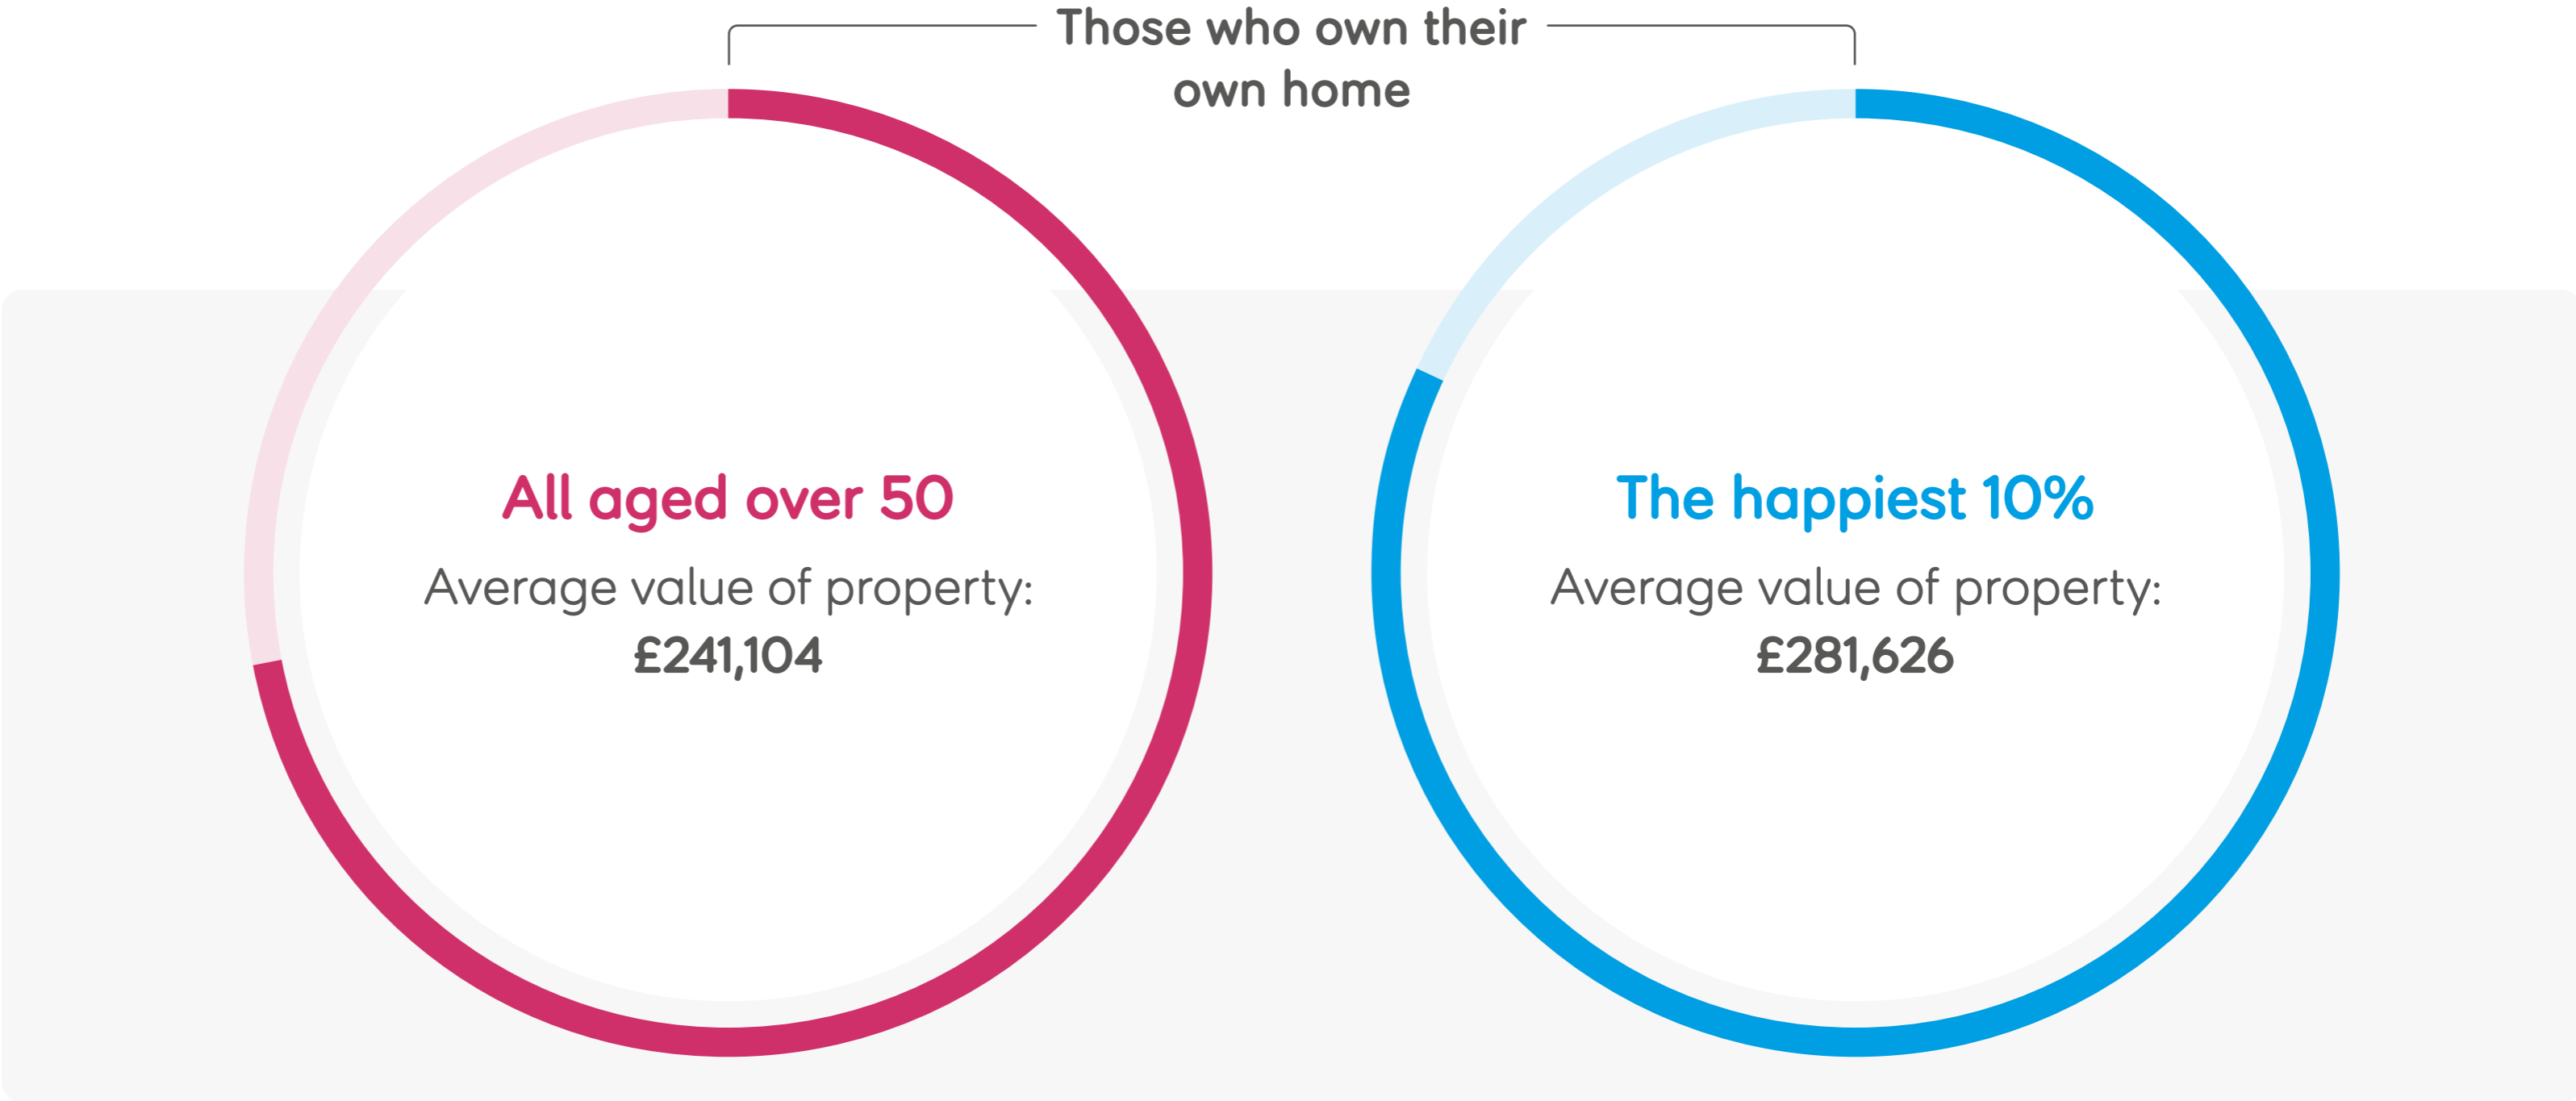 Those who own their
own home
All aged over 50
Average value of property:
£241,104
The happiest 10%
Average value of property:
£281,626